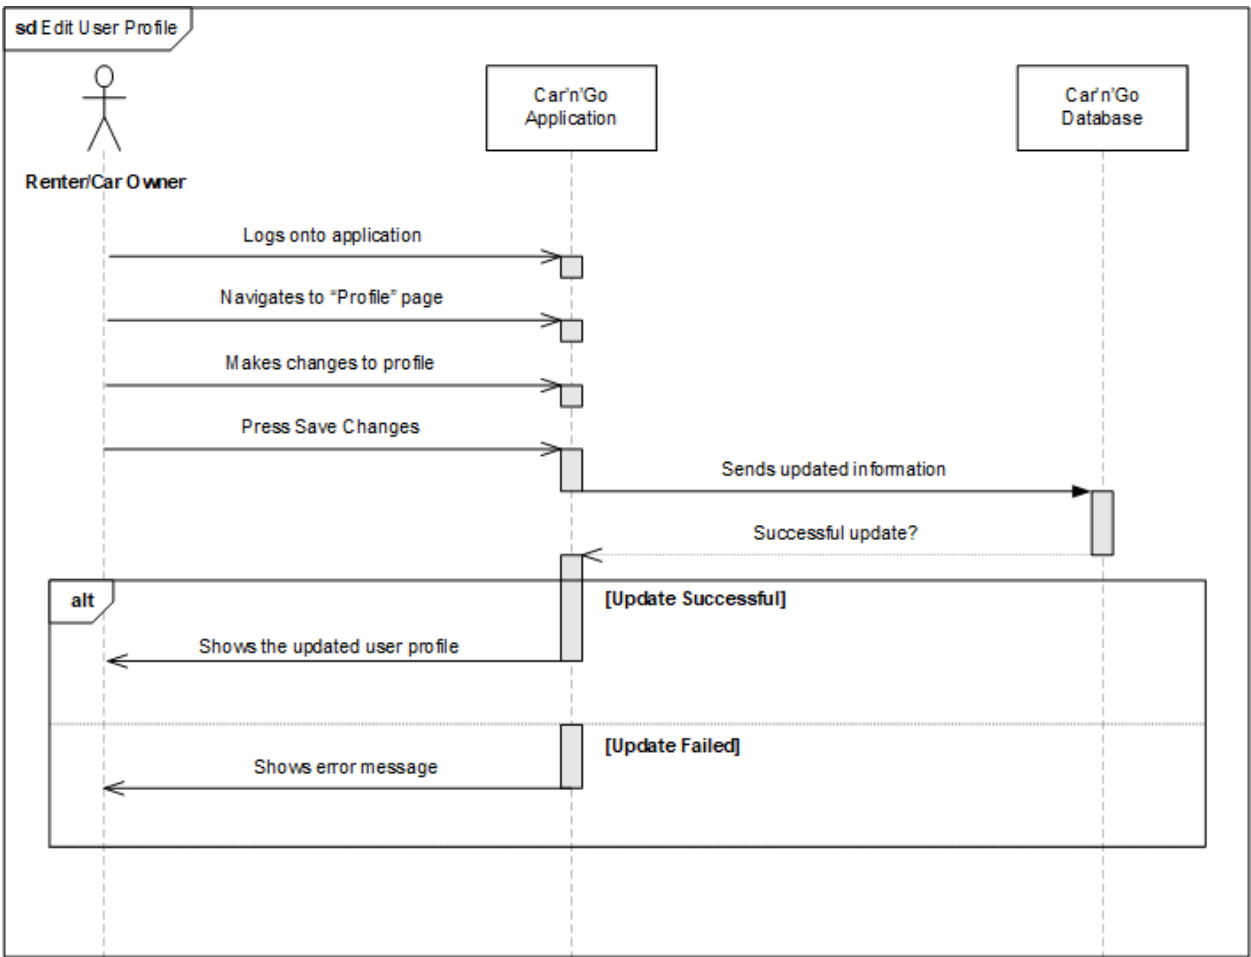 sd Edit User Profile
Car'n'Go
Application
Car'n'Go
Database
Renter/Car Owner
Logs onto application
Navigates to “Profile” page
Makes changes to profile
Press Save Changes
Sends updated information
Successful update?
alt
[Update Successful]
Shows the updated user profile
[Update Failed]
Shows error message